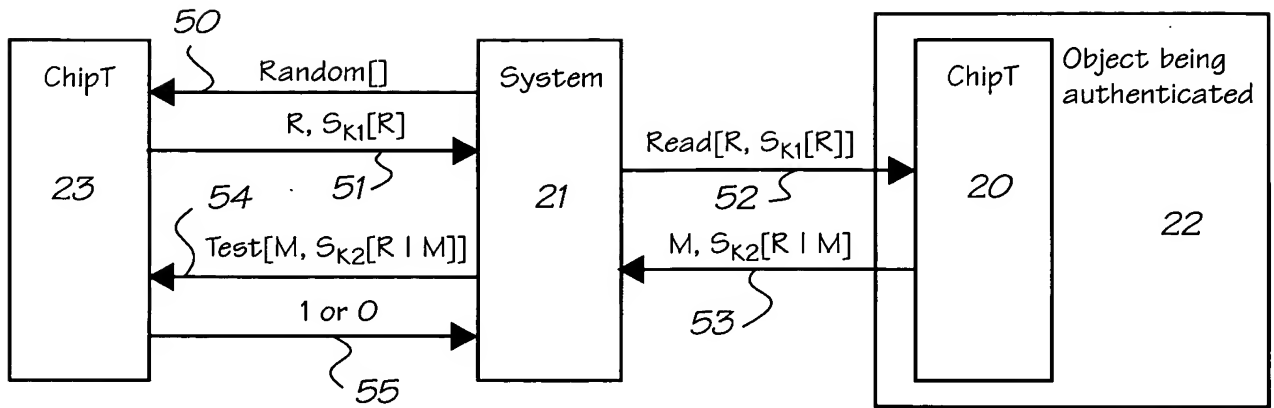 50
ChipT
Random[]
System
ChipT
Object being
authenticated
R, SK1[R]
Read[R, SK1[R]]
23
54
51
21
52
20
22
Test[M, SK2[R | M]]
M, SK2[R | M]
1 or 0
53
55